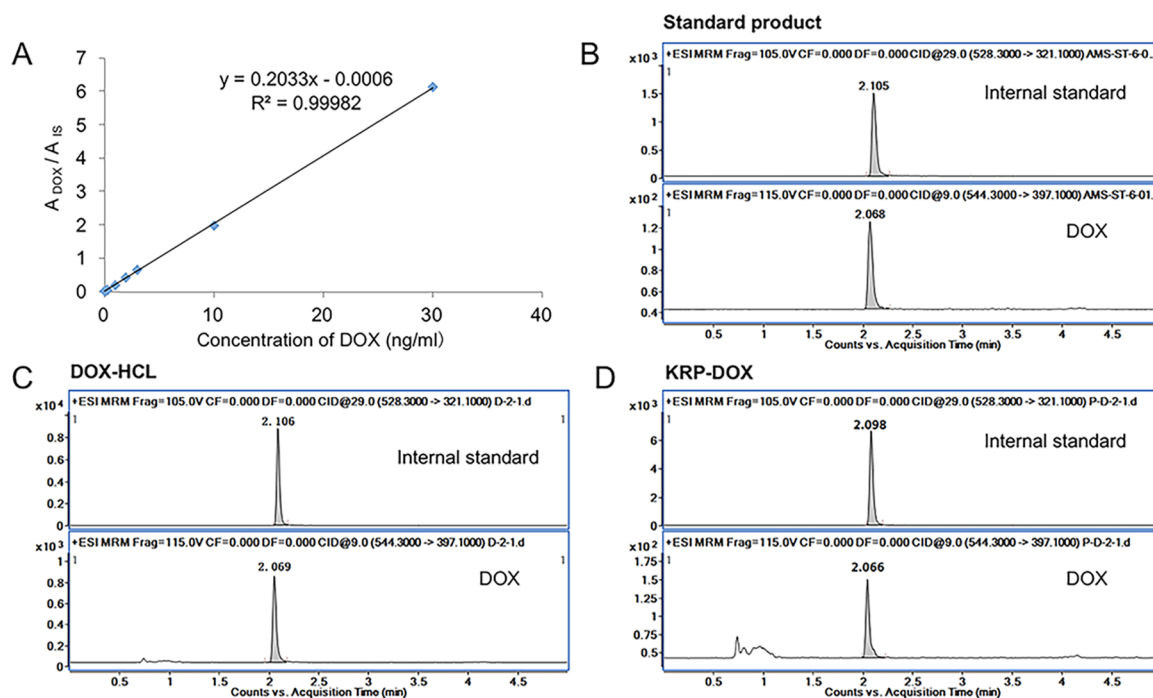 A
y = 0.2033x - 0.0006
R² = 0.99982
A DOX / A IS
7
6
5
4
3
2
1
0
0 10 20 30 40
Concentration of DOX (ng/ml)
Standard product
B
x10³ +ESI MRM Frag=105.0V CF=0.000 DF=0.000 CID@29.0 (528.3000 -> 321.1000) AMS-ST-6-0..
1
2.105
Internal standard
1.5
1
0.5
0
x10² +ESI MRM Frag=115.0V CF=0.000 DF=0.000 CID@9.0 (544.3000 -> 397.1000) AMS-ST-6-01.
1
2.068
DOX
1.2
1
0.8
0.6
0.4
0.5 1 1.5 2 2.5 3 3.5 4 4.5
Counts vs. Acquisition Time (min)
C
DOX-HCL
x10⁴ +ESI MRM Frag=105.0V CF=0.000 DF=0.000 CID@29.0 (528.3000 -> 321.1000) D-2-1.d
1 1
2.106
Internal standard
0.8
0.6
0.4
0.2
0
x10³ +ESI MRM Frag=115.0V CF=0.000 DF=0.000 CID@9.0 (544.3000 -> 397.1000) D-2-1.d
1 1
2.069
DOX
1
0.8
0.6
0.4
0.2
0
0.5 1 1.5 2 2.5 3 3.5 4 4.5
Counts vs. Acquisition Time (min)
D
KRP-DOX
x10³ +ESI MRM Frag=105.0V CF=0.000 DF=0.000 CID@29.0 (528.3000 -> 321.1000) P-D-2-1.d
1 1
2.098
Internal standard
6
4
2
0
x10² +ESI MRM Frag=115.0V CF=0.000 DF=0.000 CID@9.0 (544.3000 -> 397.1000) P-D-2-1.d
1 1
2.066
DOX
1.75
1.5
1.25
1
0.75
0.5
0.5 1 1.5 2 2.5 3 3.5 4 4.5
Counts vs. Acquisition Time (min)